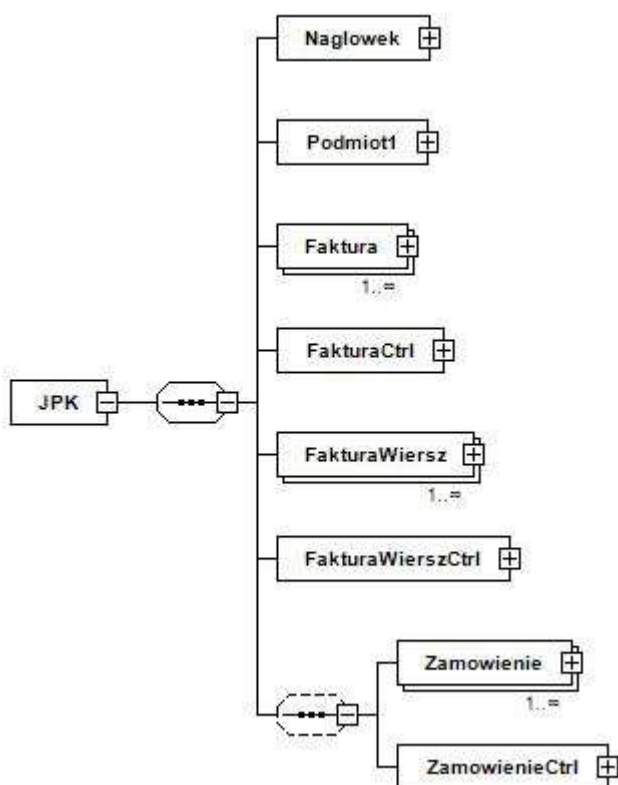 Naglowek
Podmiot1
Faktura
1..∞
FakturaCtrl
JPK
FakturaWiersz
1..∞
FakturaWierszCtrl
Zamowienie
1..∞
ZamowienieCtrl